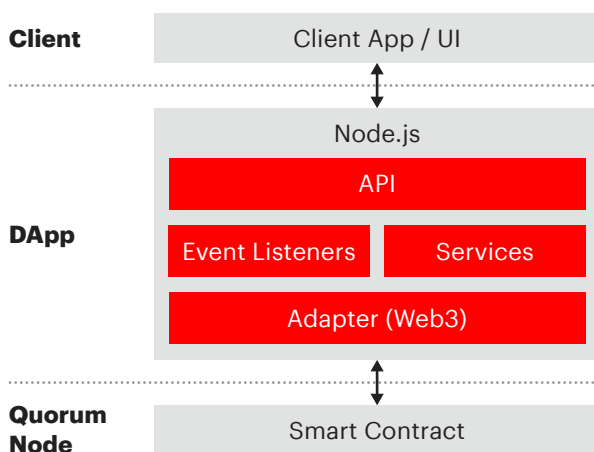 Client
Client App / UI
Node.js
API
DApp
Event Listeners
Services
Adapter (Web3)
Quorum
Node
Smart Contract